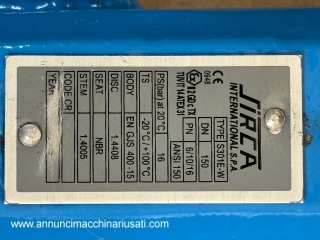 SIRCA
INTERNATIONAL S.P.A.
0948
TYPE S3301E-W
DN 150
PN 6/10/16
ANSI 150
PS(bar) at 20°C 16
TS -20°C /+100°C
BODY EN GJS 400 -15
DISC 1.4408
SEAT NBR
STEM 1.4005
CODE CR
YEAR
www.annuncimacchinariusati.com